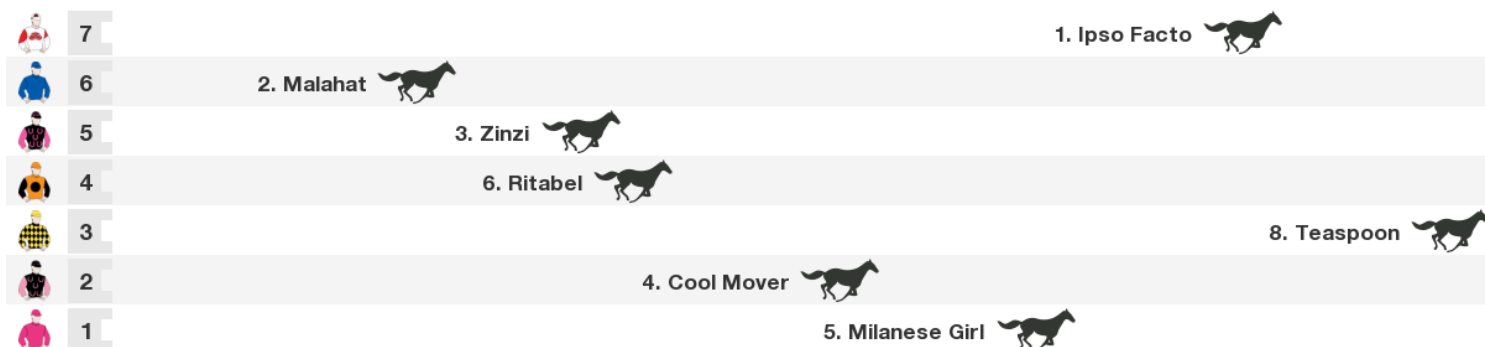 7 1. Ipso Facto
6 2. Malahat
5 3. Zinzi
4 6. Ritabel
3 8. Teaspoon
2 4. Cool Mover
1 5. Milanese Girl